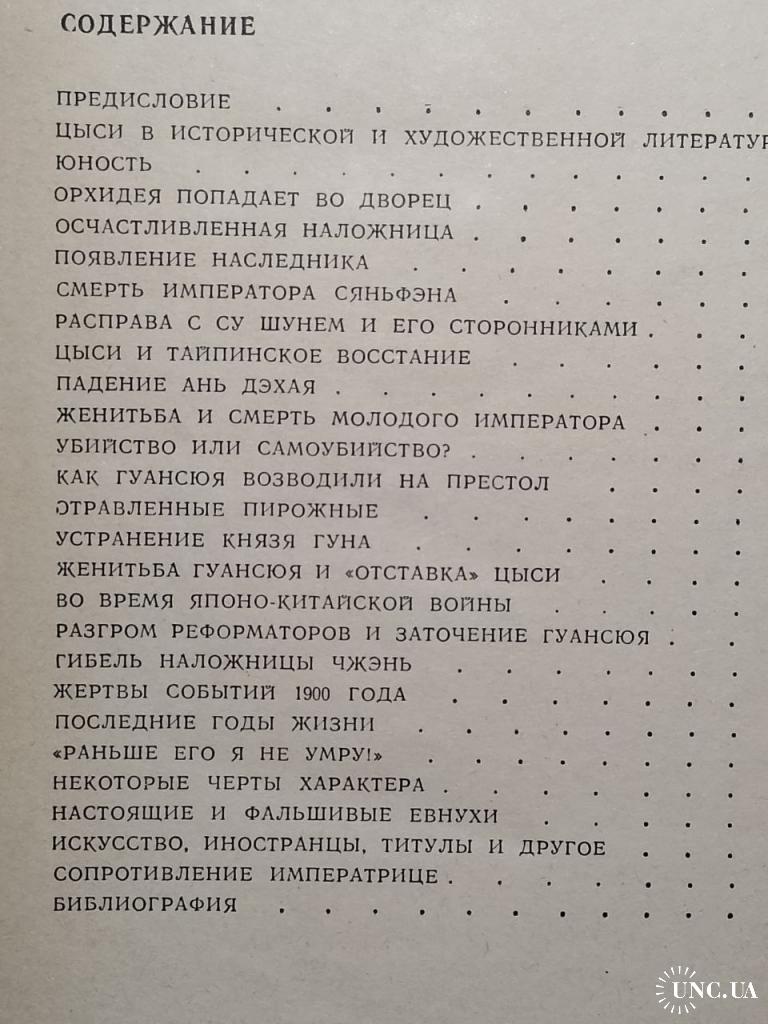 СОДЕРЖАНИЕ
ПРЕДИСЛОВИЕ . . . . . . . . . . .
ЦЫСИ В ИСТОРИЧЕСКОЙ И ХУДОЖЕСТВЕННОЙ ЛИТЕРАТУР
ЮНОСТЬ . . . . . . . . . . . . .
ОРХИДЕЯ ПОПАДАЕТ ВО ДВОРЕЦ . . . . . . .
ОСЧАСТЛИВЛЕННАЯ НАЛОЖНИЦА . . . . . . .
ПОЯВЛЕНИЕ НАСЛЕДНИКА . . . . . . . .
СМЕРТЬ ИМПЕРАТОРА СЯНЬФЭНА . . . . . .
РАСПРАВА С СУ ШУНЕМ И ЕГО СТОРОННИКАМИ . . .
ЦЫСИ И ТАЙПИНСКОЕ ВОССТАНИЕ . . . . . .
ПАДЕНИЕ АНЬ ДЭХАЯ . . . . . . . . . .
ЖЕНИТЬБА И СМЕРТЬ МОЛОДОГО ИМПЕРАТОРА . . .
УБИЙСТВО ИЛИ САМОУБИЙСТВО? . . . . . . .
КАК ГУАНСЮЯ ВОЗВОДИЛИ НА ПРЕСТОЛ . . . .
ОТРАВЛЕННЫЕ ПИРОЖНЫЕ . . . . . . . .
УСТРАНЕНИЕ КНЯЗЯ ГУНА . . . . . . . .
ЖЕНИТЬБА ГУАНСЮЯ И «ОТСТАВКА» ЦЫСИ . . . .
ВО ВРЕМЯ ЯПОНО-КИТАЙСКОЙ ВОЙНЫ . . . . .
РАЗГРОМ РЕФОРМАТОРОВ И ЗАТОЧЕНИЕ ГУАНСЮЯ . .
ГИБЕЛЬ НАЛОЖНИЦЫ ЧЖЭНЬ . . . . . . .
ЖЕРТВЫ СОБЫТИЙ 1900 ГОДА . . . . . . .
ПОСЛЕДНИЕ ГОДЫ ЖИЗНИ . . . . . . . .
«РАНЬШЕ ЕГО Я НЕ УМРУ!» . . . . . . . .
НЕКОТОРЫЕ ЧЕРТЫ ХАРАКТЕРА . . . . . . .
НАСТОЯЩИЕ И ФАЛЬШИВЫЕ ЕВНУХИ . . . . .
ИСКУССТВО, ИНОСТРАНЦЫ, ТИТУЛЫ И ДРУГОЕ . . .
СОПРОТИВЛЕНИЕ ИМПЕРАТРИЦЕ . . . . . . .
БИБЛИОГРАФИЯ . . . . . . . . . . .
UNC.UA